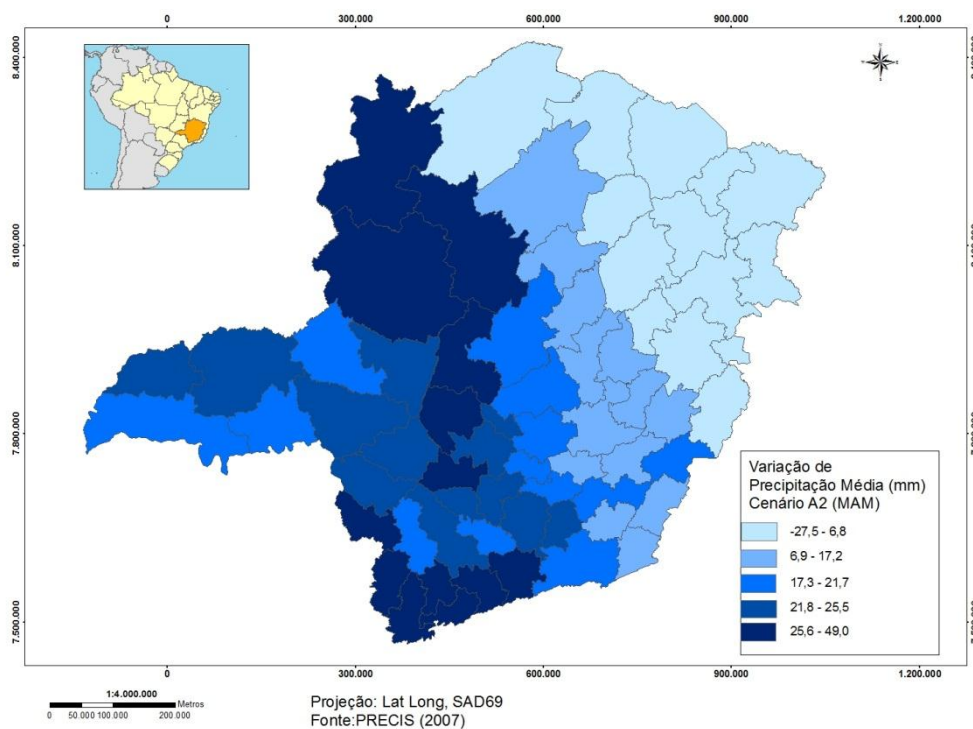 0 300.000 600.000 900.000 1.200.000
8.400.000
8.100.000
7.800.000
7.500.000
Variação de
Precipitação Média (mm)
Cenário A2 (MAM)
-27,5 - 6,8
6,9 - 17,2
17,3 - 21,7
21,8 - 25,5
25,6 - 49,0
0 300.000 600.000 900.000 1.200.000
1:4.000.000
Metros
0 50.000 100.000 200.000
Projeção: Lat Long, SAD69
Fonte:PRECIS (2007)